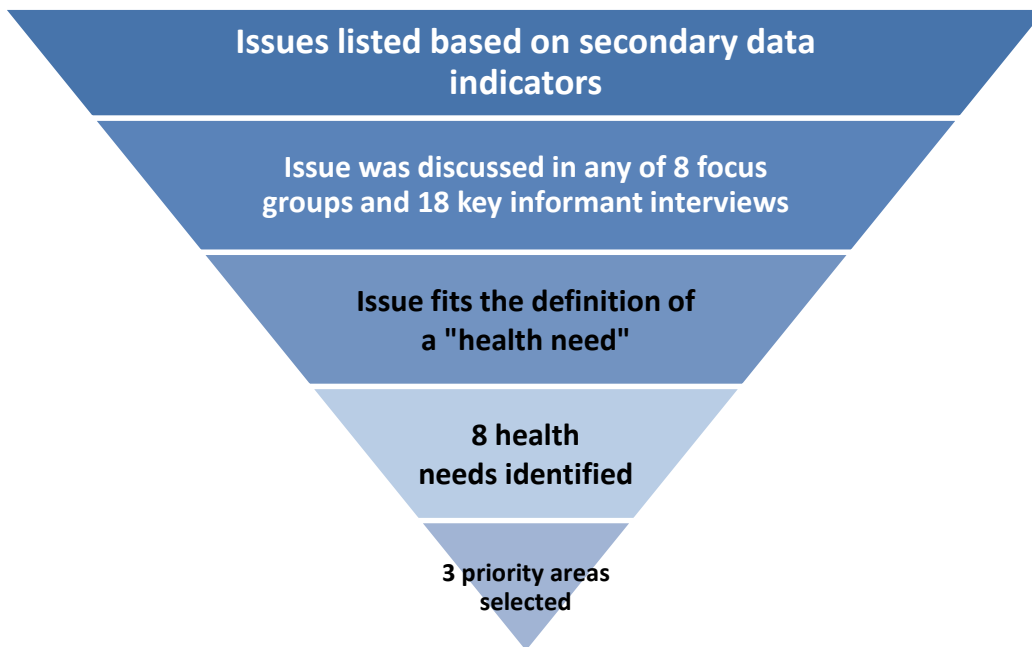 Issues listed based on secondary data
indicators
Issue was discussed in any of 8 focus
groups and 18 key informant interviews
Issue fits the definition of
a "health need"
8 health
needs identified
3 priority areas
selected